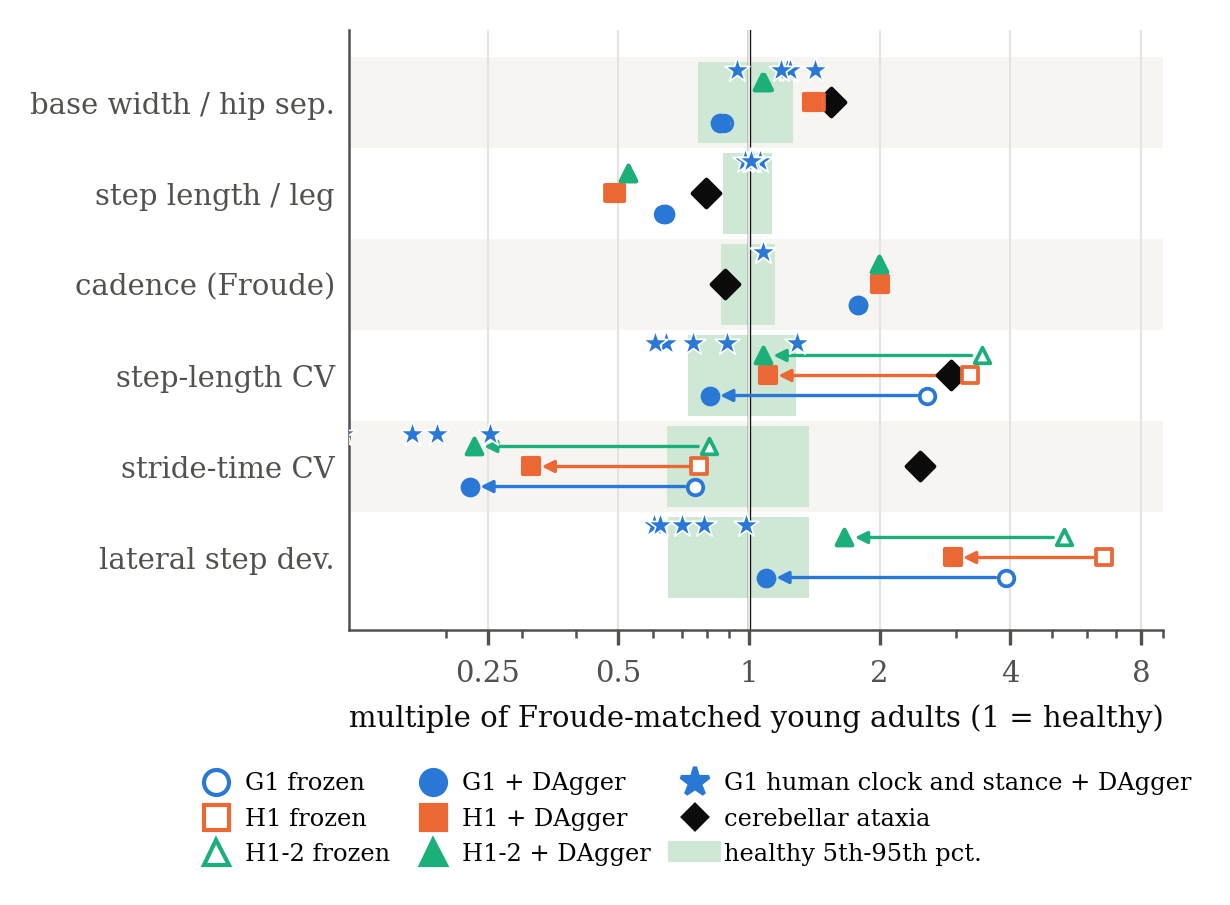 base width / hip sep.
step length / leg
cadence (Froude)
step-length CV
stride-time CV
lateral step dev.
0.25 0.5 1 2 4 8
multiple of Froude-matched young adults (1 = healthy)
G1 frozen G1 + DAgger G1 human clock and stance + DAgger
H1 frozen H1 + DAgger cerebellar ataxia
H1-2 frozen H1-2 + DAgger healthy 5th-95th pct.